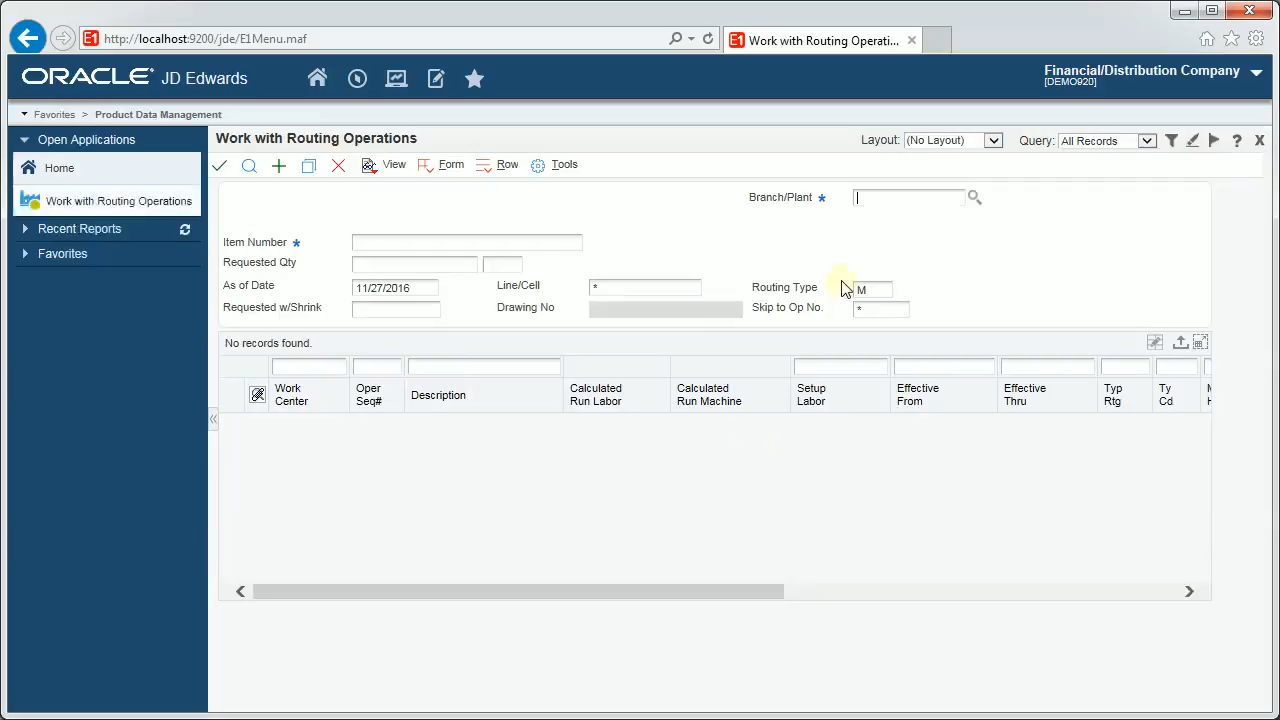 http://localhost:9200/jde/E1Menu.maf
E1 Work with Routing Operati...
ORACLE JD Edwards
Financial/Distribution Company
[DEMO920]
Favorites > Product Data Management
Open Applications
Home
Work with Routing Operations
Recent Reports
Favorites
Work with Routing Operations
Layout: (No Layout) Query: All Records
View Form Row Tools
Branch/Plant *
Item Number *
Requested Qty
As of Date 11/27/2016 Line/Cell * Routing Type M
Requested w/Shrink Drawing No Skip to Op No. *
No records found.
Work Center
Oper Seq#
Description
Calculated Run Labor
Calculated Run Machine
Setup Labor
Effective From
Effective Thru
Typ Rtg
Ty Cd